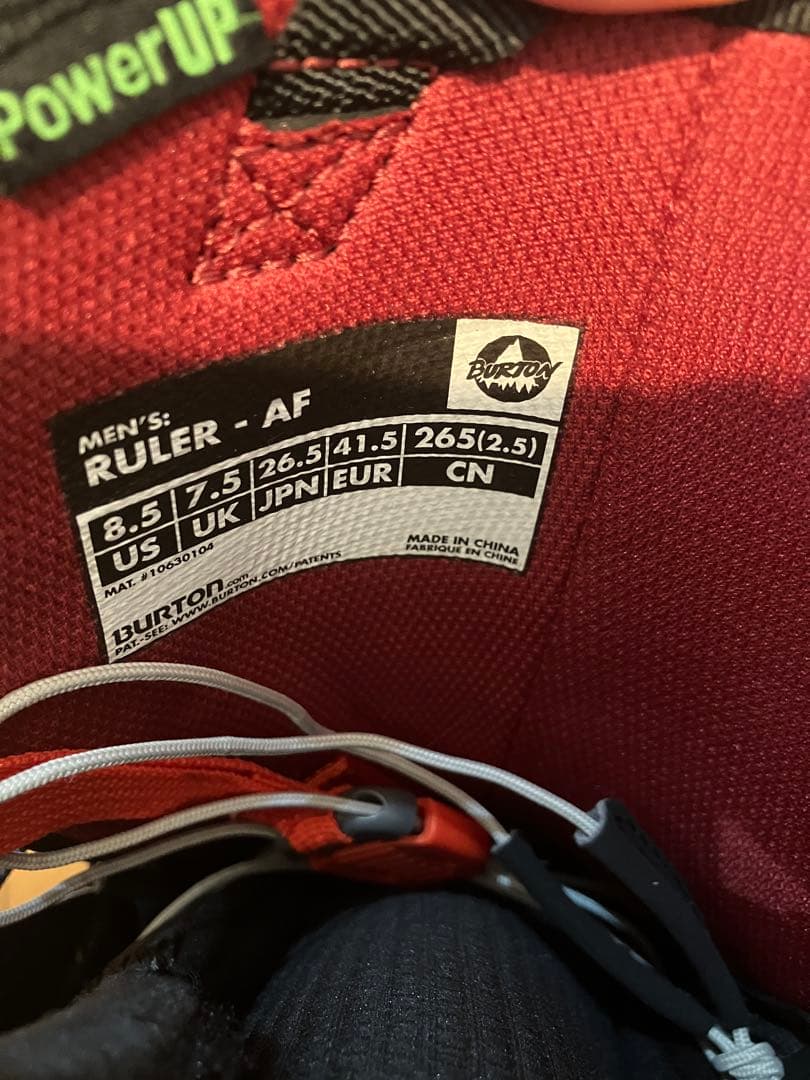 PowerUP
BURTON
MEN'S:
RULER - AF
8.5 7.5 26.5 41.5 265(2.5)
US UK JPN EUR CN
MAT. #10630104
MADE IN CHINA
FABRIQUE EN CHINE
BURTON.com
PAT.-SEE: WWW.BURTON.COM/PATENTS